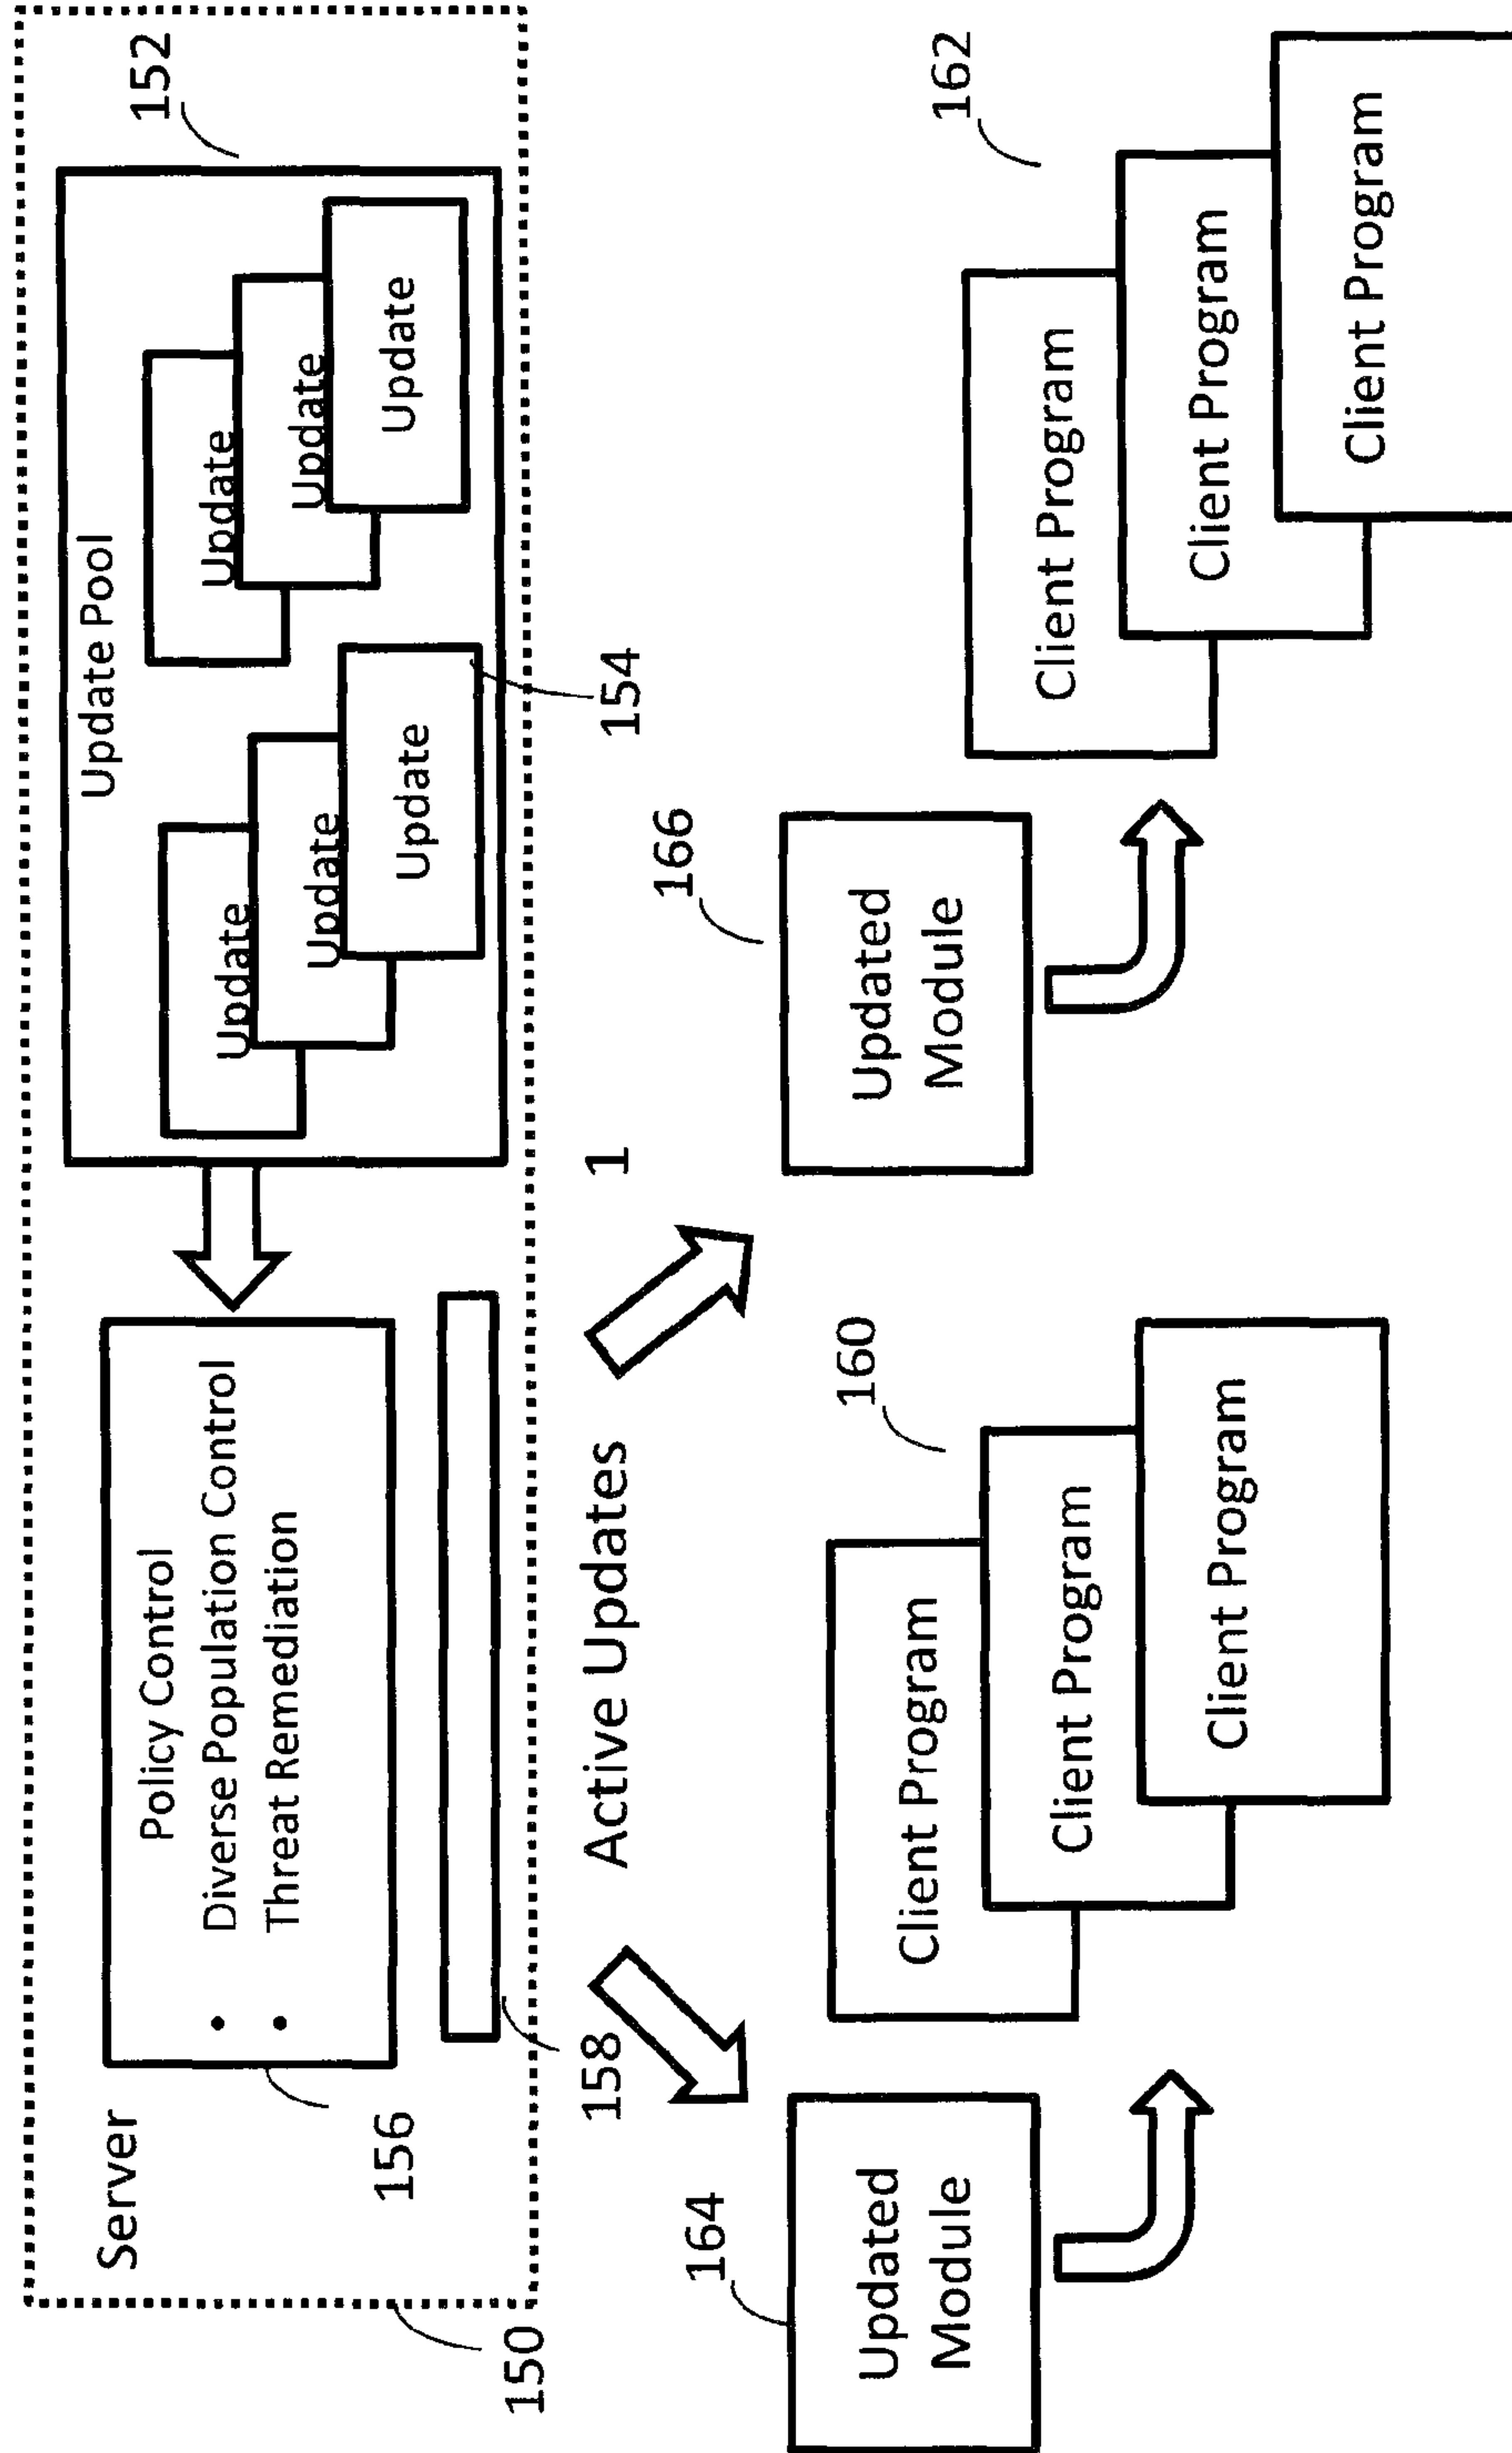 Server
Policy Control
• Diverse Population Control
• Threat Remediation
156
158
150
Update Pool
Update
Update
Update
Update
Update
Update
152
154
Active Updates
1
164
Updated
Module
Client Program
Client Program
Client Program
160
166
Updated
Module
Client Program
Client Program
Client Program
162